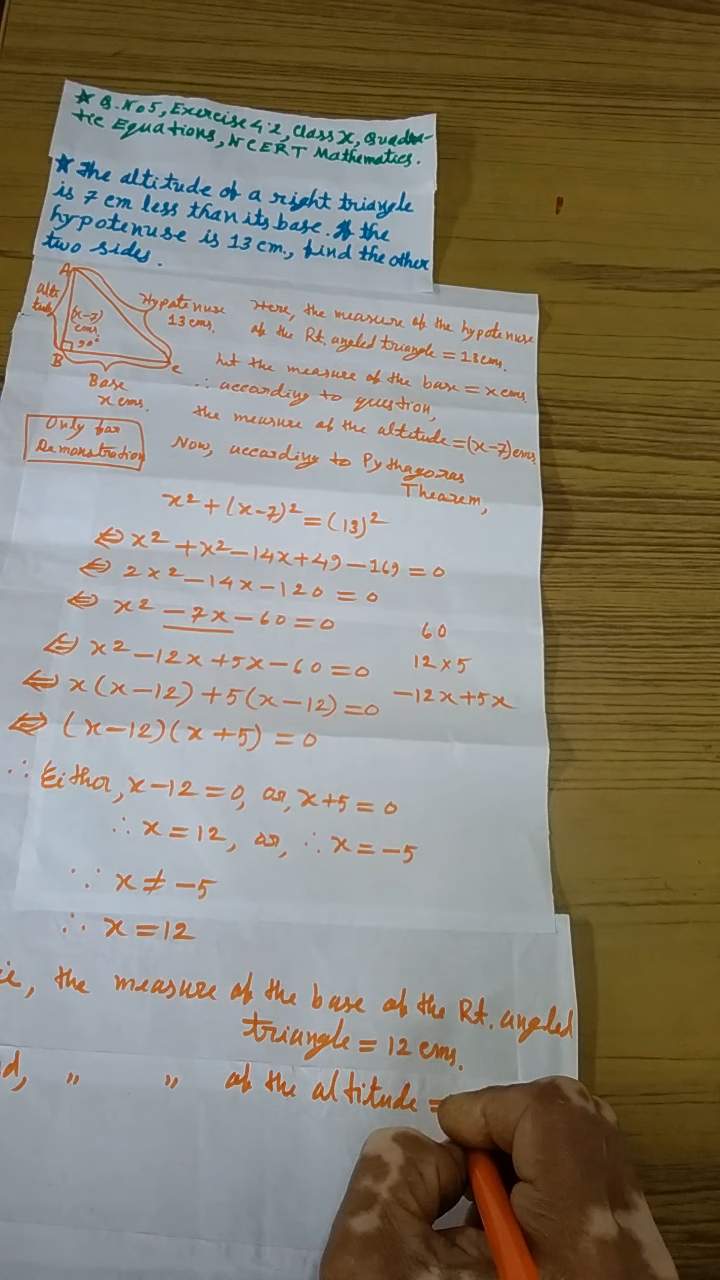 ★ Q. No 5, Exercise 4.2, Class X, Quadra-
tic Equations, NCERT Mathematics.
★ The altitude of a right triangle
is 7 cm less than its base. If the
hypotenuse is 13 cm, find the other
two sides.
A
alti
tude
(x-7)
cms.
90°
B
C
Hypotenuse
13 cms.
Base
x cms.
Only for
Demonstration
Here, the measure of the hypotenuse
of the Rt. angled triangle = 13 cms.
Let the measure of the base = x cms
∴ according to question,
the measure of the altitude = (x-7) cms.
Now, according to Pythagoras
Theorem,
x² + (x-7)² = (13)²
⇔ x² + x² - 14x + 49 - 169 = 0
⇔ 2x² - 14x - 120 = 0
⇔ x² - 7x - 60 = 0
60
⇔ x² - 12x + 5x - 60 = 0
12 × 5
⇔ x(x-12) + 5(x-12) = 0
-12x + 5x
⇔ (x-12)(x+5) = 0
∴ Either, x-12 = 0, or, x+5 = 0
∴ x = 12, or, ∴ x = -5
∵ x ≠ -5
∴ x = 12
ie, the measure of the base of the Rt. angled
triangle = 12 cms.
d, " " of the altitude =